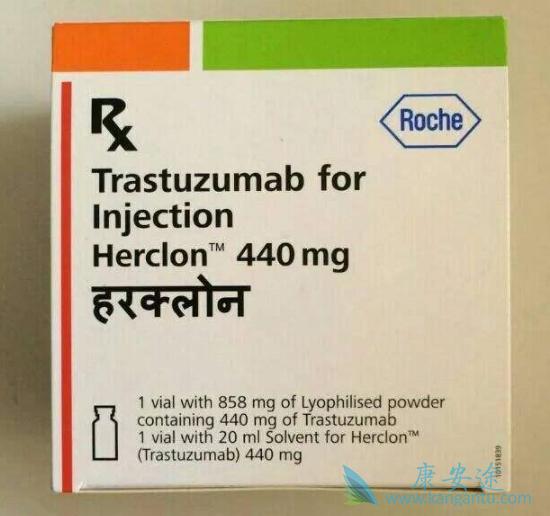 Rx
Roche
Trastuzumab for
Injection
Herclon™ 440 mg
हरक्लोन
1 vial with 858 mg of Lyophilised powder
containing 440 mg of Trastuzumab
1 vial with 20 ml Solvent for Herclon™
(Trastuzumab) 440 mg
10151839
康安途
www.kangantu.com